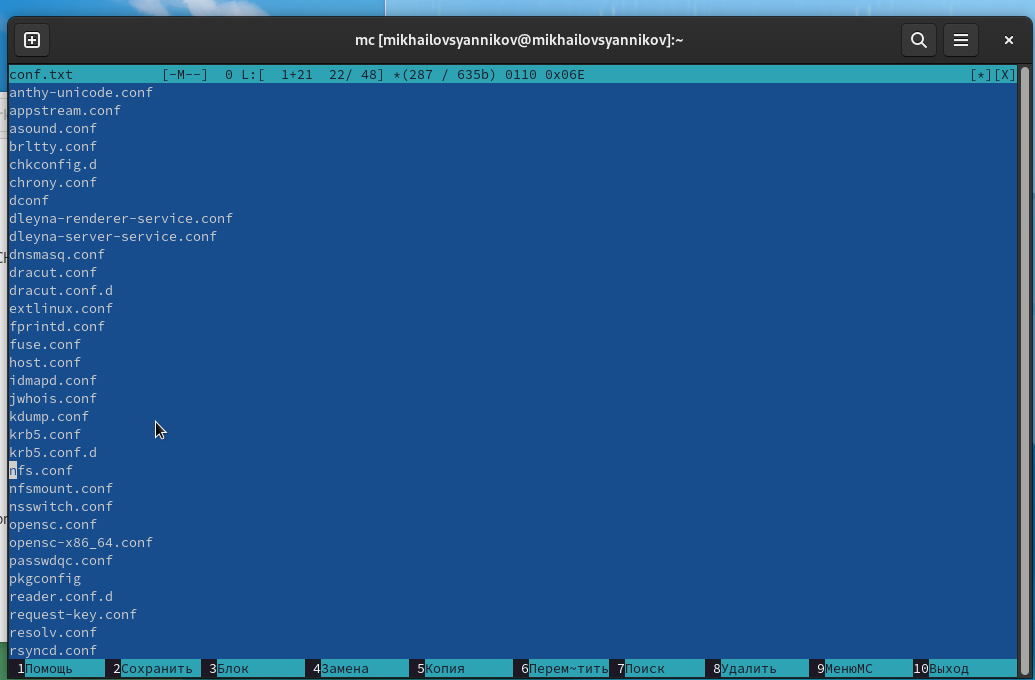 mc [mikhailovsyannikov@mikhailovsyannikov]:~
conf.txt [-M--] 0 L:[ 1+21 22/ 48] *(287 / 635b) 0110 0x06E [*][X]
anthy-unicode.conf
appstream.conf
asound.conf
brltty.conf
chkconfig.d
chrony.conf
dconf
dleyna-renderer-service.conf
dleyna-server-service.conf
dnsmasq.conf
dracut.conf
dracut.conf.d
extlinux.conf
fprintd.conf
fuse.conf
host.conf
idmapd.conf
jwhois.conf
kdump.conf
krb5.conf
krb5.conf.d
nfs.conf
nfsmount.conf
nsswitch.conf
opensc.conf
opensc-x86_64.conf
passwdqc.conf
pkgconfig
reader.conf.d
request-key.conf
resolv.conf
rsyncd.conf
1Помощь 2Сохранить 3Блок 4Замена 5Копия 6Перем~тить 7Поиск 8Удалить 9МенюМС 10Выход